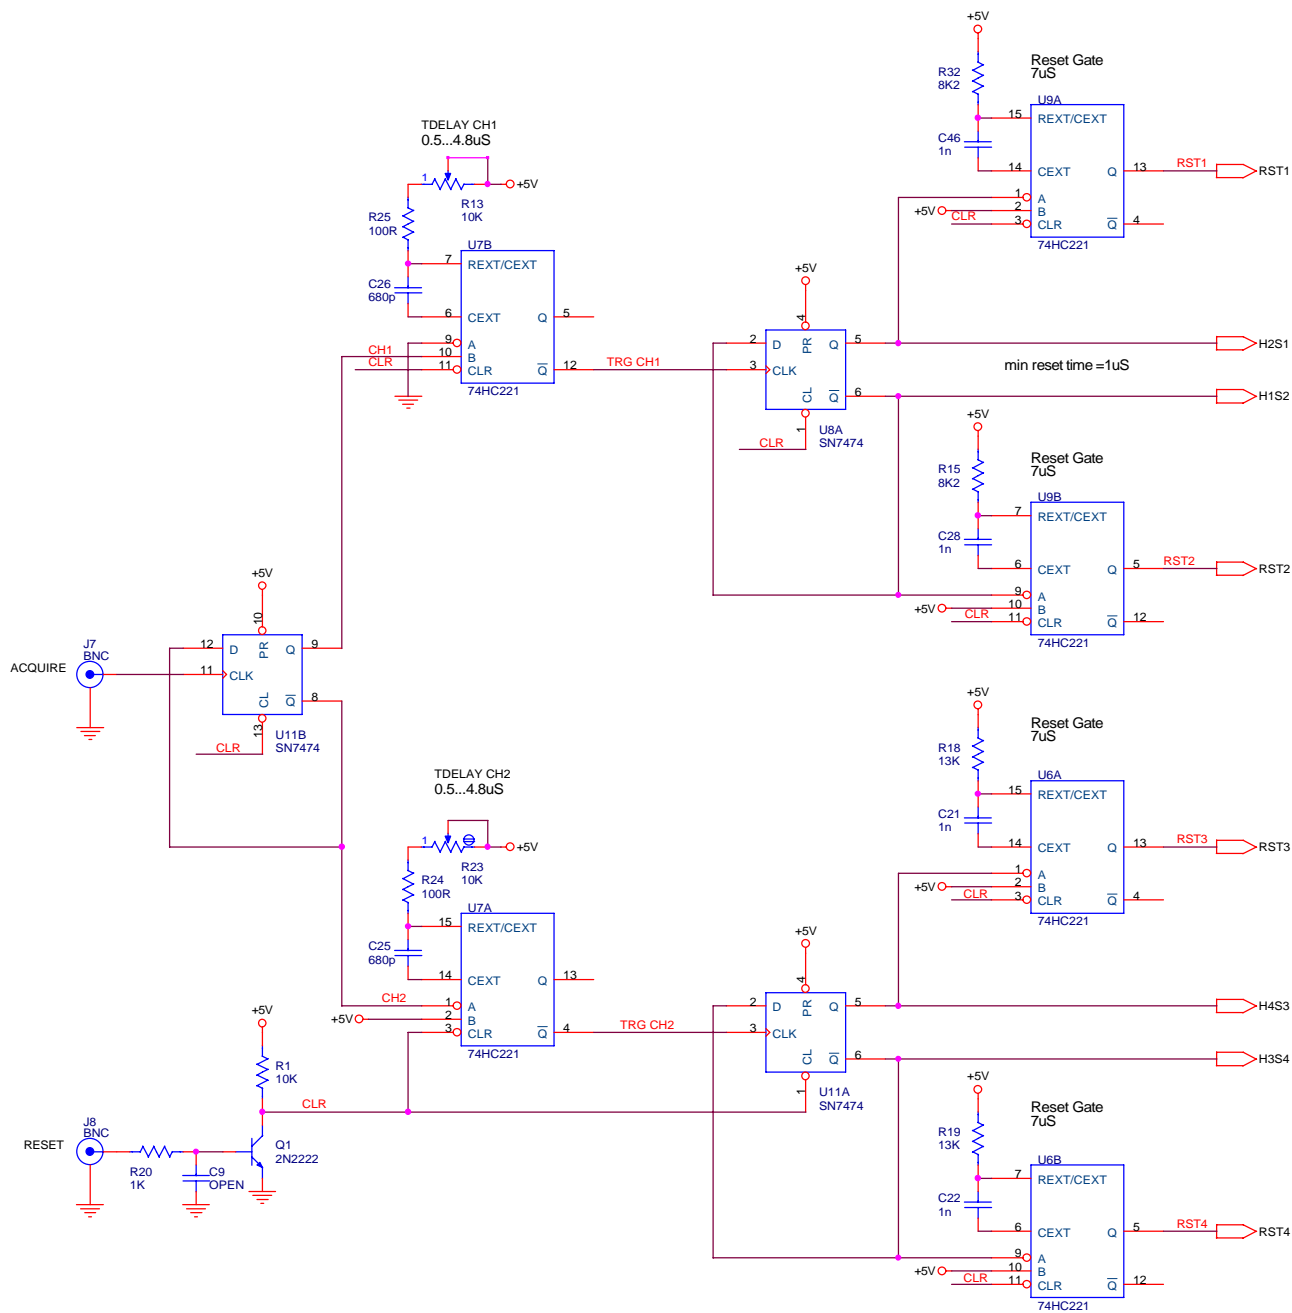 +5V
Reset Gate
7uS
R32
8K2
U9A
15
REXT/CEXT
C46
1n
14
CEXT
Q
13
RST1
RST1
1
A
+5V
2
B
CLR
3
CLR
Q
4
74HC221
TDELAY CH1
0.5...4.8uS
1
+5V
R13
10K
R25
100R
U7B
7
REXT/CEXT
C26
680p
6
CEXT
Q
5
9
A
CH1
10
B
CLR
11
CLR
Q
12
TRG CH1
74HC221
+5V
4
2
D
PR
Q
5
H2S1
3
CLK
min reset time =1uS
CL
Q
6
H1S2
1
U8A
SN7474
CLR
+5V
Reset Gate
7uS
R15
8K2
U9B
7
REXT/CEXT
C28
1n
6
CEXT
Q
5
RST2
RST2
9
A
+5V
10
B
CLR
11
CLR
Q
12
74HC221
+5V
10
12
D
PR
Q
9
J7
BNC
ACQUIRE
11
CLK
CL
Q
8
13
U11B
SN7474
CLR
+5V
Reset Gate
7uS
R18
13K
U6A
15
REXT/CEXT
C21
1n
14
CEXT
Q
13
RST3
RST3
1
A
+5V
2
B
CLR
3
CLR
Q
4
74HC221
TDELAY CH2
0.5...4.8uS
1
+5V
R23
10K
R24
100R
U7A
15
REXT/CEXT
C25
680p
14
CEXT
Q
13
CH2
1
A
+5V
2
B
3
CLR
Q
4
TRG CH2
74HC221
+5V
4
2
D
PR
Q
5
H4S3
3
CLK
CL
Q
6
H3S4
1
U11A
SN7474
+5V
R1
10K
CLR
J8
BNC
RESET
R20
1K
C9
OPEN
Q1
2N2222
+5V
Reset Gate
7uS
R19
13K
U6B
7
REXT/CEXT
C22
1n
6
CEXT
Q
5
RST4
RST4
9
A
+5V
10
B
CLR
11
CLR
Q
12
74HC221